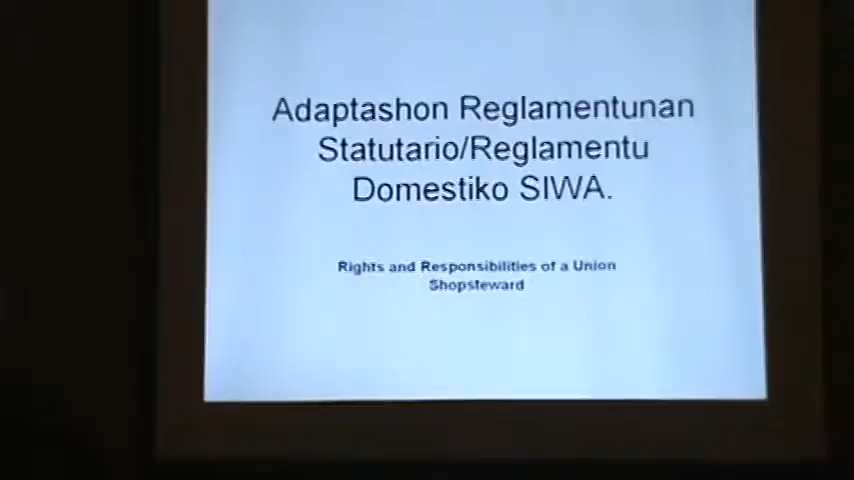 Adaptashon Reglamentunan
Statutario/Reglamentu
Domestiko SIWA.
Rights and Responsibilities of a Union
Shopsteward